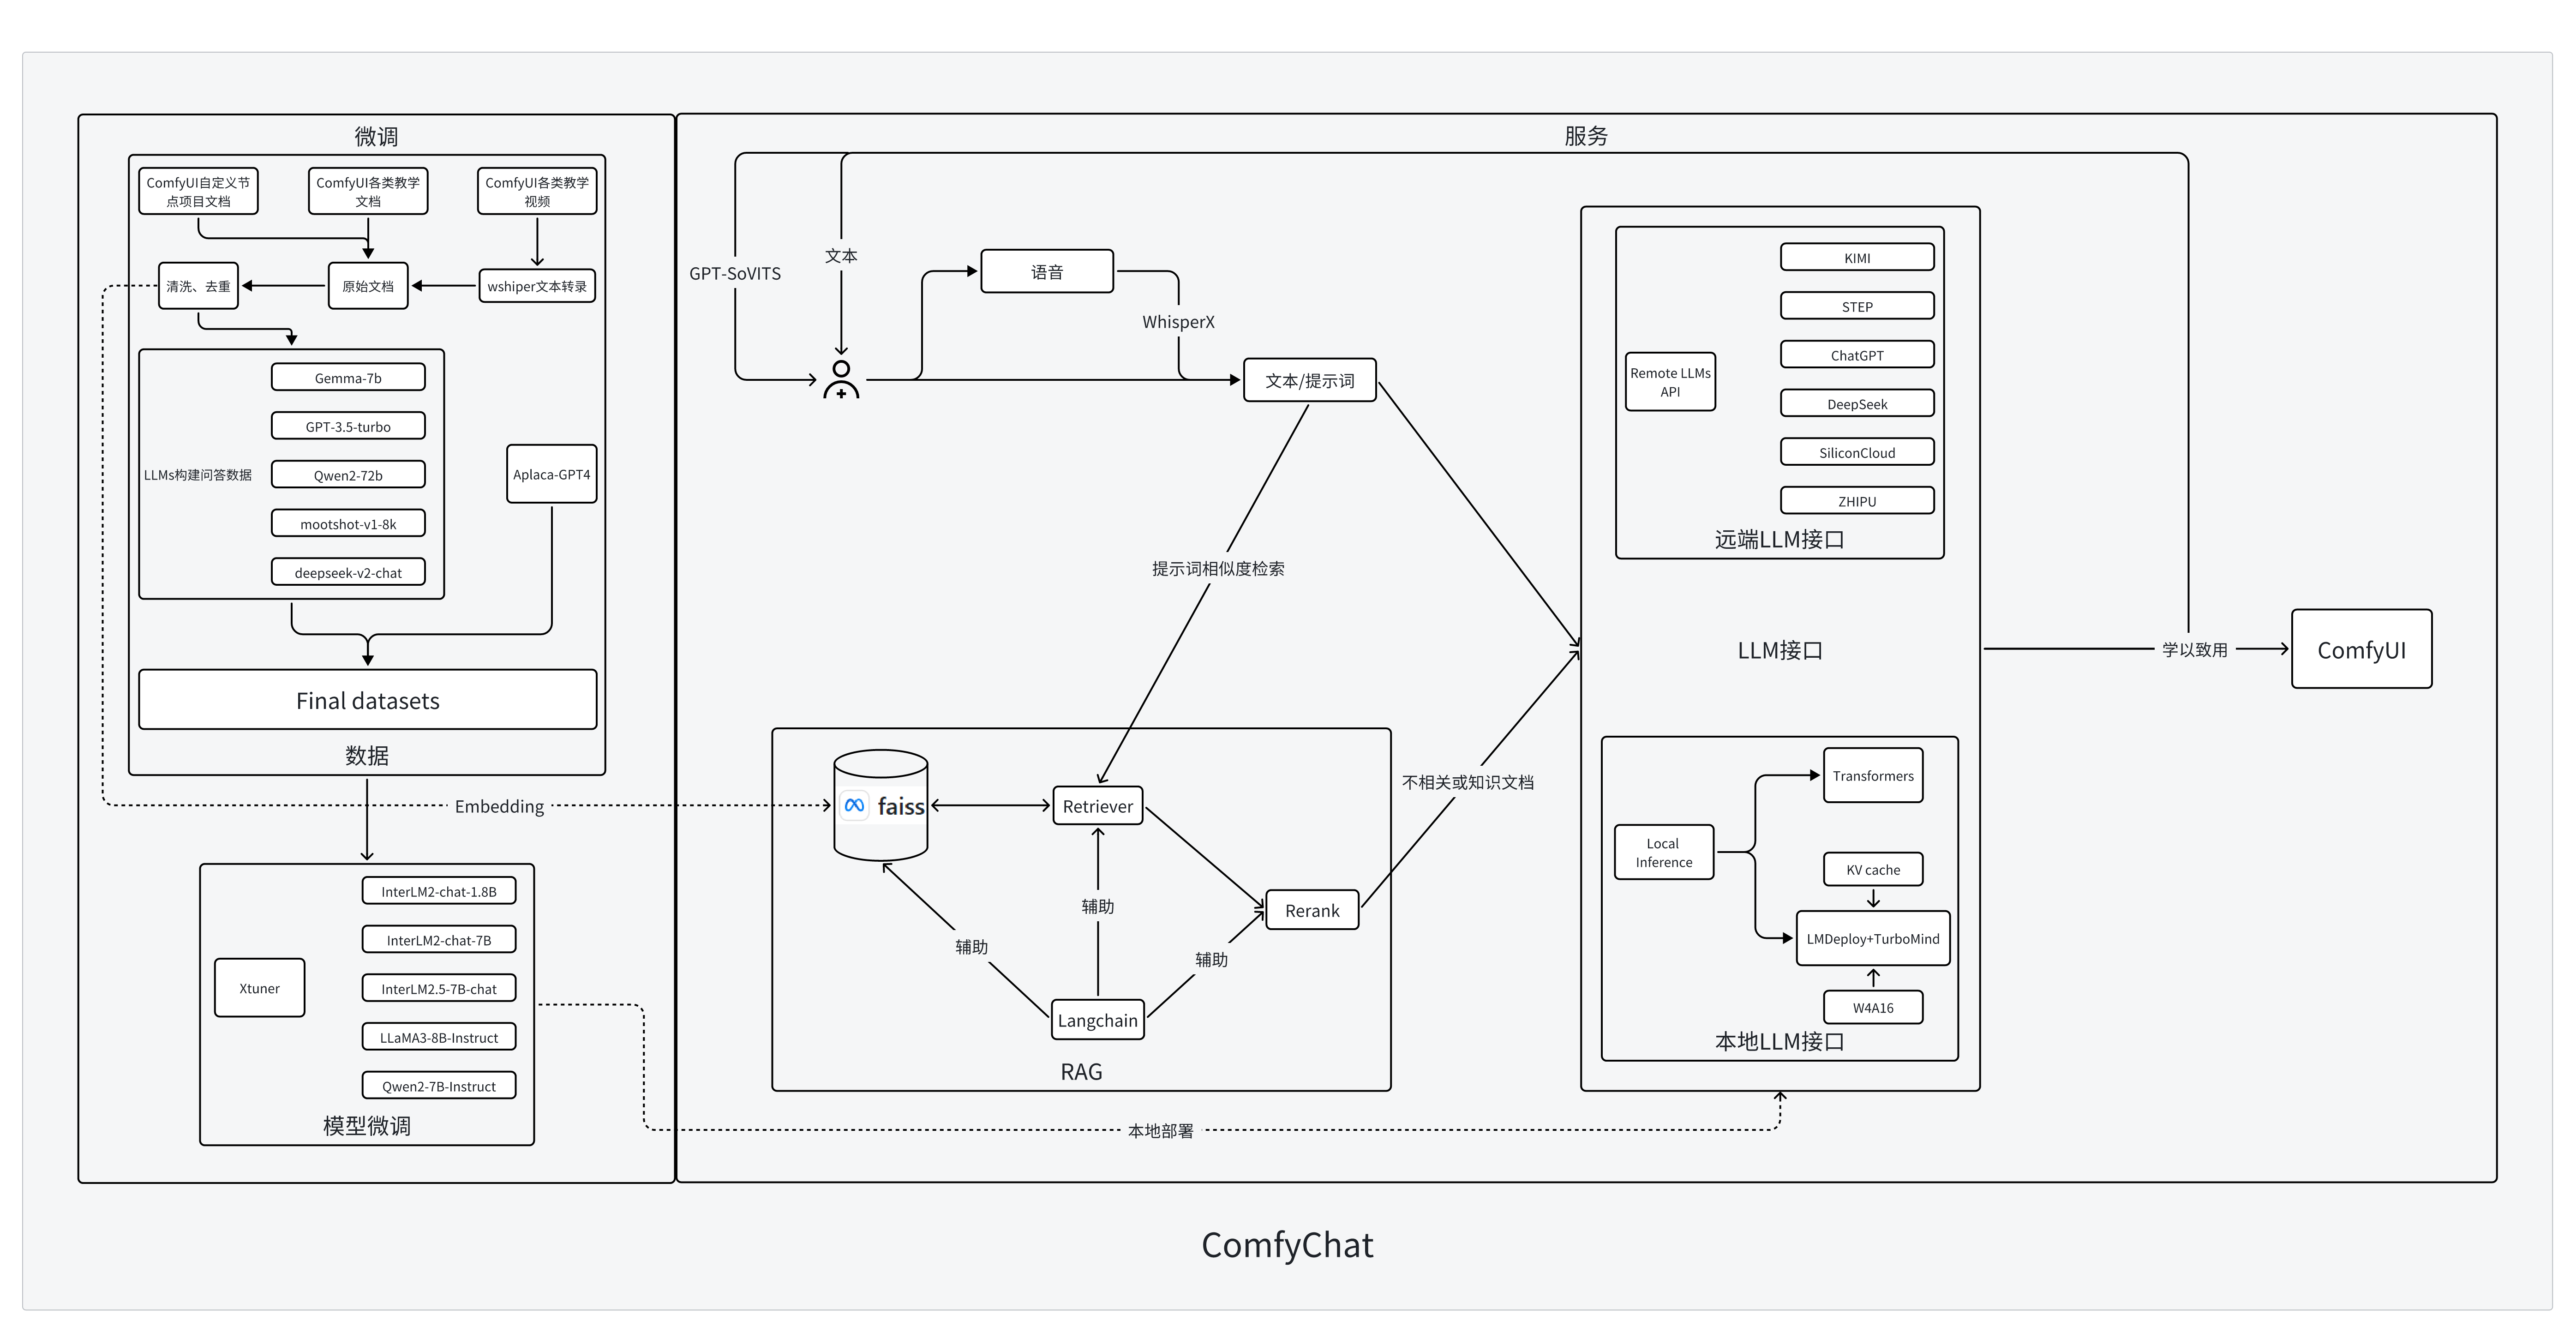 微调
ComfyUI自定义节
点项目文档
ComfyUI各类教学
文档
ComfyUI各类教学
视频
清洗、去重
原始文档
wshiper文本转录
LLMs构建问答数据
Gemma-7b
GPT-3.5-turbo
Qwen2-72b
mootshot-v1-8k
deepseek-v2-chat
Aplaca-GPT4
Final datasets
数据
Embedding
Xtuner
InterLM2-chat-1.8B
InterLM2-chat-7B
InterLM2.5-7B-chat
LLaMA3-8B-Instruct
Qwen2-7B-Instruct
模型微调
服务
GPT-SoVITS
文本
语音
WhisperX
文本/提示词
提示词相似度检索
faiss
Retriever
不相关或知识文档
辅助
辅助
辅助
Rerank
Langchain
RAG
本地部署
Remote LLMs
API
KIMI
STEP
ChatGPT
DeepSeek
SiliconCloud
ZHIPU
远端LLM接口
LLM接口
Local
Inference
Transformers
KV cache
LMDeploy+TurboMind
W4A16
本地LLM接口
学以致用
ComfyUI
ComfyChat